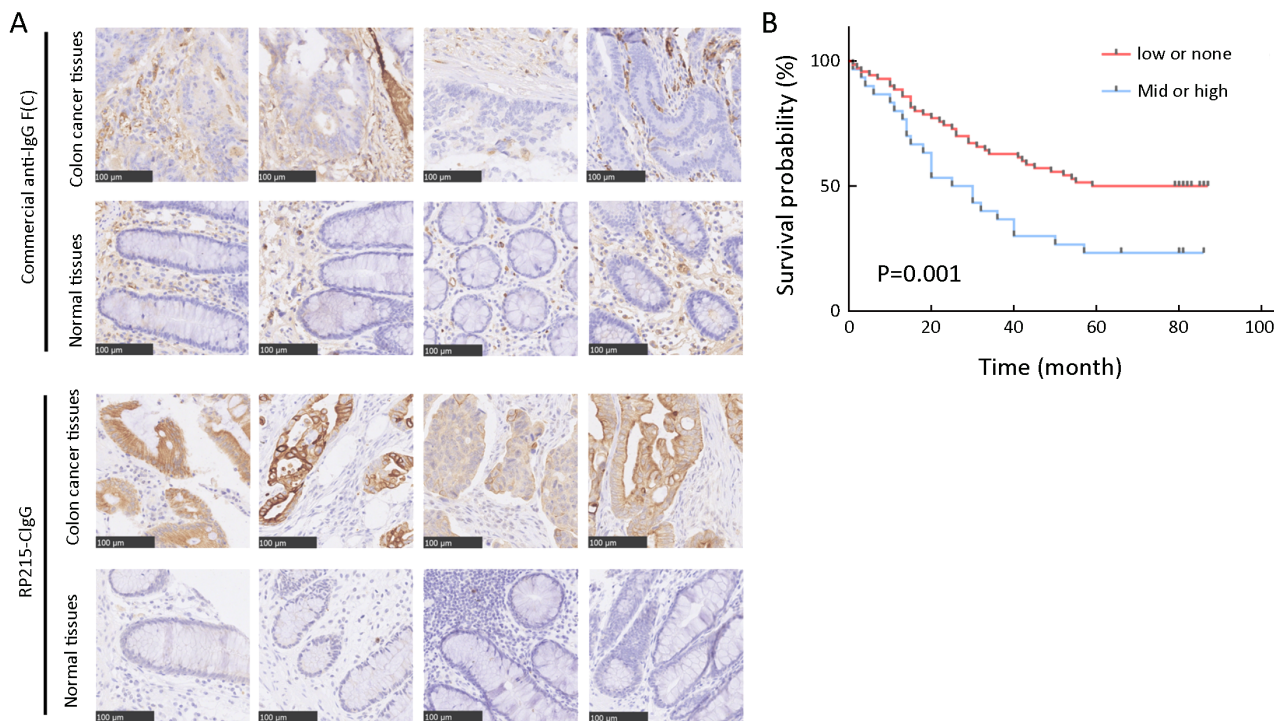 A
Commercial anti-IgG F(C)
Colon cancer tissues
100 µm
100 µm
100 µm
100 µm
Normal tissues
100 µm
100 µm
100 µm
100 µm
RP215-CIgG
Colon cancer tissues
100 µm
100 µm
100 µm
100 µm
Normal tissues
100 µm
100 µm
100 µm
100 µm
B
Survival probability (%)
100
50
0
low or none
Mid or high
P=0.001
0 20 40 60 80 100
Time (month)